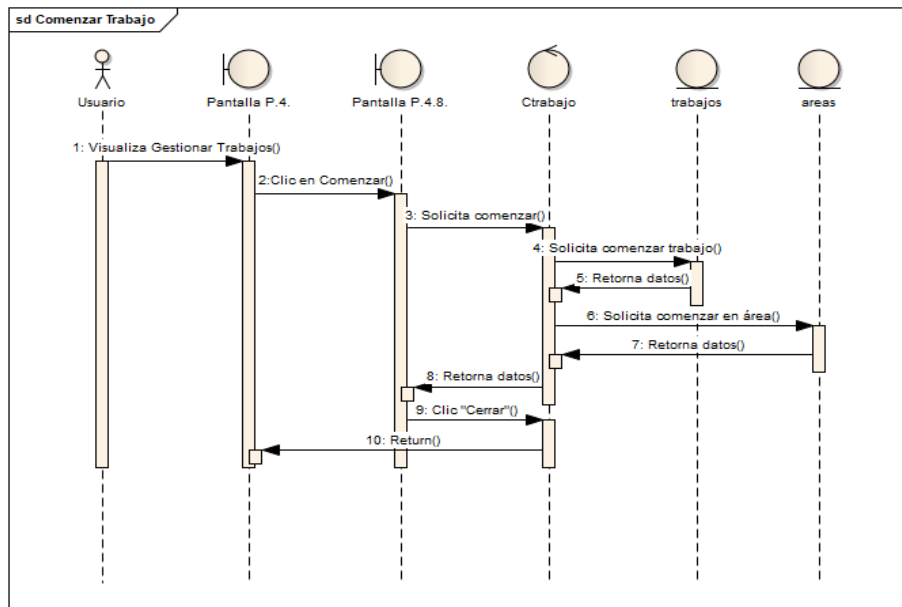 sd Comenzar Trabajo
Usuario
Pantalla P.4.
Pantalla P.4.8.
Ctrabajo
trabajos
areas
1: Visualiza Gestionar Trabajos()
2:Clic en Comenzar()
3: Solicita comenzar()
4: Solicita comenzar trabajo()
5: Retorna datos()
6: Solicita comenzar en área()
7: Retorna datos()
8: Retorna datos()
9: Clic "Cerrar"()
10: Return()